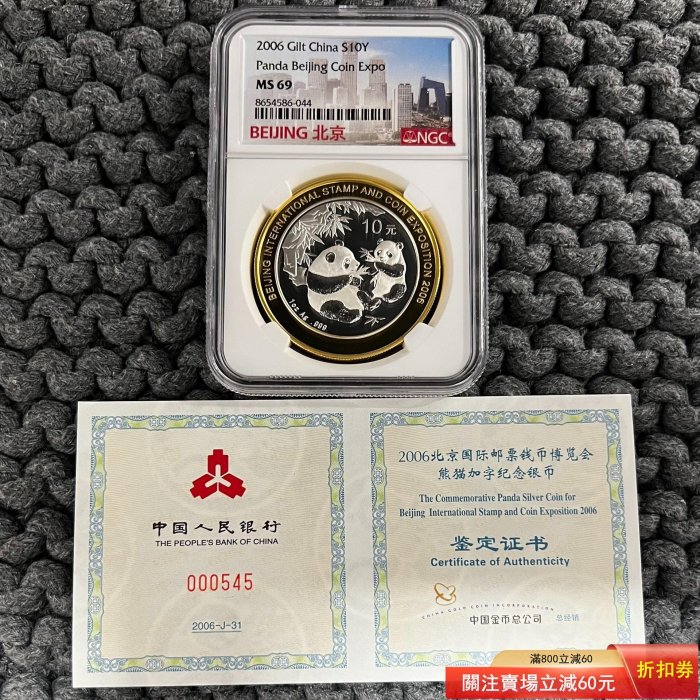 2006 Gilt China S10Y
Panda Beijing Coin Expo
MS 69
8654586-044
BEIJING 北京
NGC
BEIJING INTERNATIONAL STAMP AND COIN EXPOSITION 2006
10元
1oz Ag .999
中国人民银行
THE PEOPLE'S BANK OF CHINA
000545
2006-J-31
2006北京国际邮票钱币博览会
熊猫加字纪念银币
The Commemorative Panda Silver Coin for
Beijing International Stamp and Coin Exposition 2006
鉴定证书
Certificate of Authenticity
CHINA GOLD COIN INCORPORATION
中国金币总公司 总经销
滿800立減60
關注賣場立減60元
折扣券